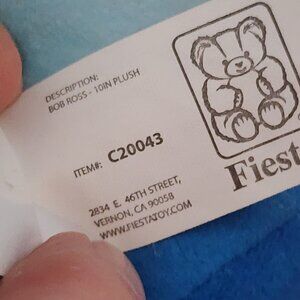 DESCRIPTION:
BOB ROSS - 10IN PLUSH
ITEM#: C20043
2834 E. 46TH STREET,
VERNON, CA 90058
WWW.FIESTATOY.COM
Fiest